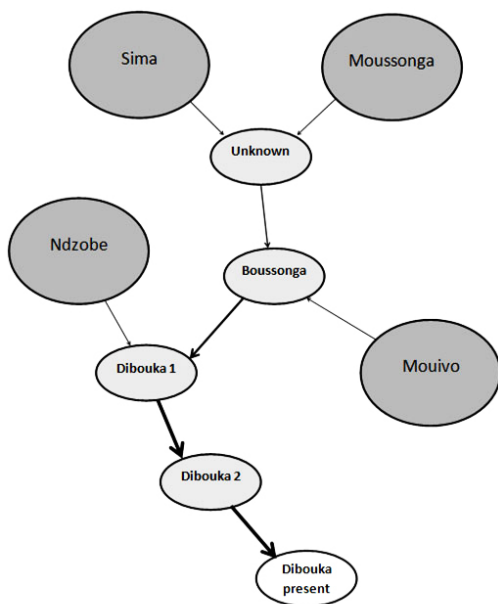 Sima
Moussonga
Unknown
Ndzobe
Boussonga
Dibouka 1
Mouivo
Dibouka 2
Dibouka
present